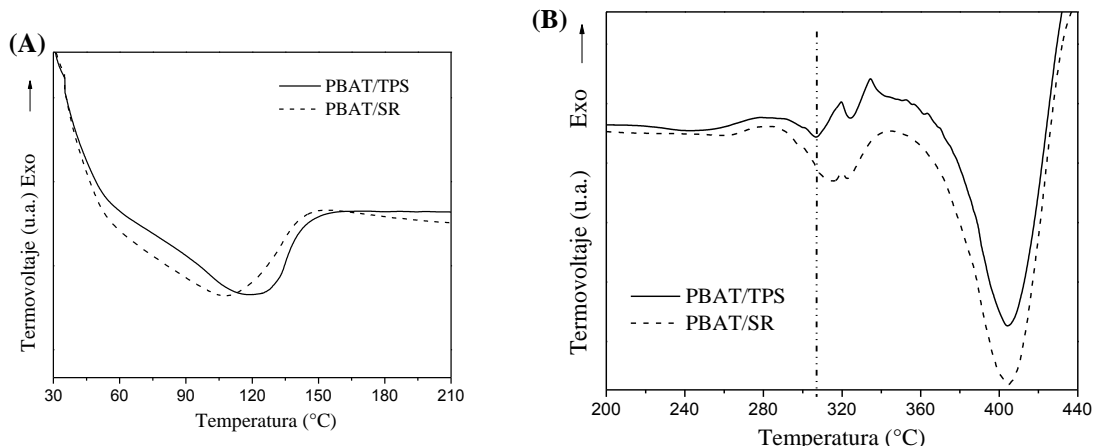 (A)
PBAT/TPS
PBAT/SR
Termovoltaje (u.a.) Exo
30 60 90 120 150 180 210
Temperatura (°C)
(B)
PBAT/TPS
PBAT/SR
Termovoltaje (u.a.) Exo
200 240 280 320 360 400 440
Temperatura (°C)